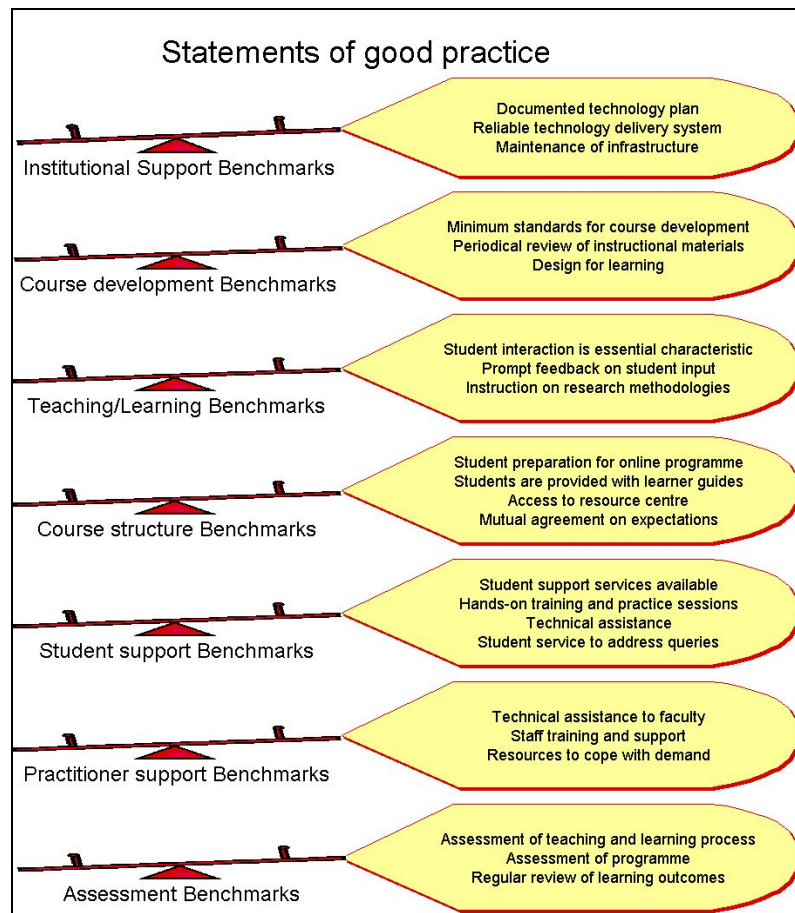 Statements of good practice
Documented technology plan
Reliable technology delivery system
Maintenance of infrastructure
Institutional Support Benchmarks
Minimum standards for course development
Periodical review of instructional materials
Design for learning
Course development Benchmarks
Student interaction is essential characteristic
Prompt feedback on student input
Instruction on research methodologies
Teaching/Learning Benchmarks
Student preparation for online programme
Students are provided with learner guides
Access to resource centre
Mutual agreement on expectations
Course structure Benchmarks
Student support services available
Hands-on training and practice sessions
Technical assistance
Student service to address queries
Student support Benchmarks
Technical assistance to faculty
Staff training and support
Resources to cope with demand
Practitioner support Benchmarks
Assessment of teaching and learning process
Assessment of programme
Regular review of learning outcomes
Assessment Benchmarks